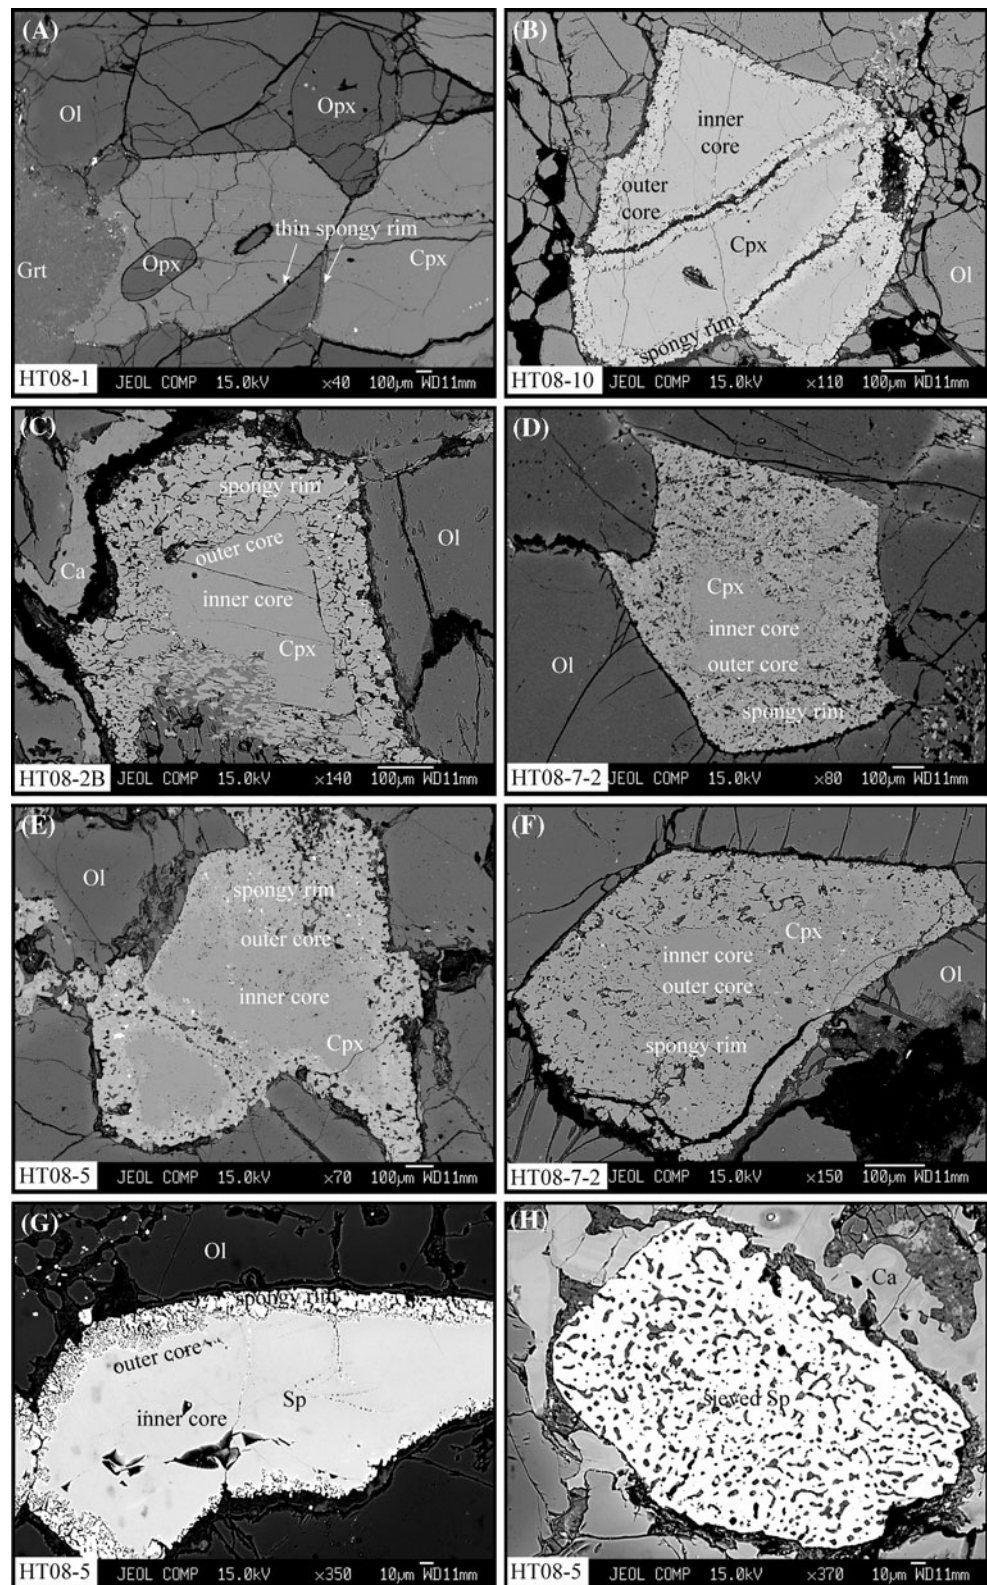 (A)
Ol
Opx
thin spongy rim
Grt
Opx
Cpx
HT08-1 JEOL COMP 15.0kV ×40 100µm WD11mm
(B)
inner
core
outer
core
Cpx
Ol
spongy rim
HT08-10 JEOL COMP 15.0kV ×110 100µm WD11mm
(C)
spongy rim
outer core
Ol
Ca
inner core
Cpx
HT08-2B JEOL COMP 15.0kV ×140 100µm WD11mm
(D)
Cpx
inner core
Ol
outer core
spongy rim
HT08-7-2 JEOL COMP 15.0kV ×80 100µm WD11mm
(E)
Ol
spongy rim
outer core
inner core
Cpx
HT08-5 JEOL COMP 15.0kV ×70 100µm WD11mm
(F)
Cpx
inner core
outer core
Ol
spongy rim
HT08-7-2 JEOL COMP 15.0kV ×150 100µm WD11mm
(G)
Ol
spongy rim
outer core
Sp
inner core
HT08-5 JEOL COMP 15.0kV ×350 10µm WD11mm
(H)
Ca
sieved Sp
HT08-5 JEOL COMP 15.0kV ×370 10µm WD11mm